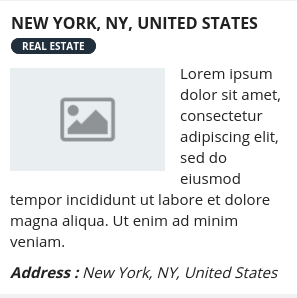 NEW YORK, NY, UNITED STATES
REAL ESTATE
Lorem ipsum
dolor sit amet,
consectetur
adipiscing elit,
sed do
eiusmod
tempor incididunt ut labore et dolore
magna aliqua. Ut enim ad minim
veniam.
Address : New York, NY, United States